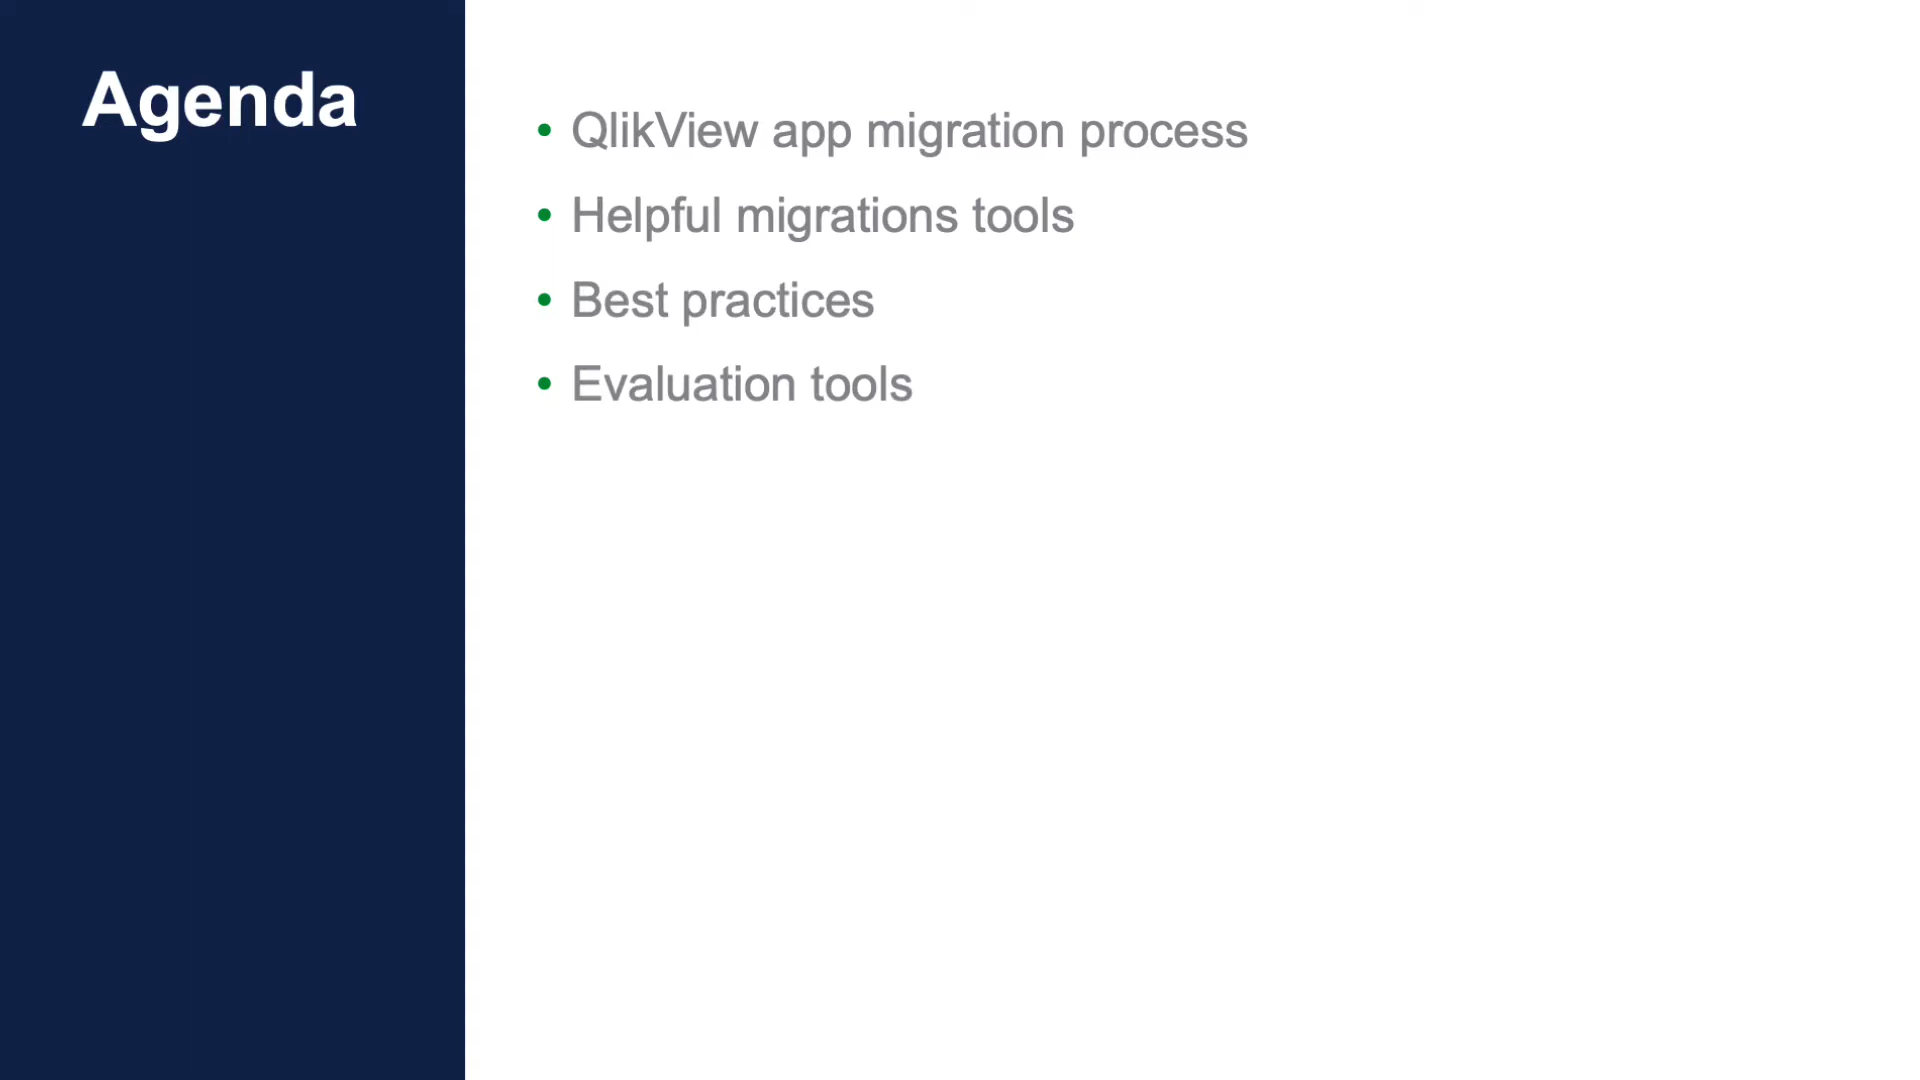 Agenda
• QlikView app migration process
• Helpful migrations tools
• Best practices
• Evaluation tools